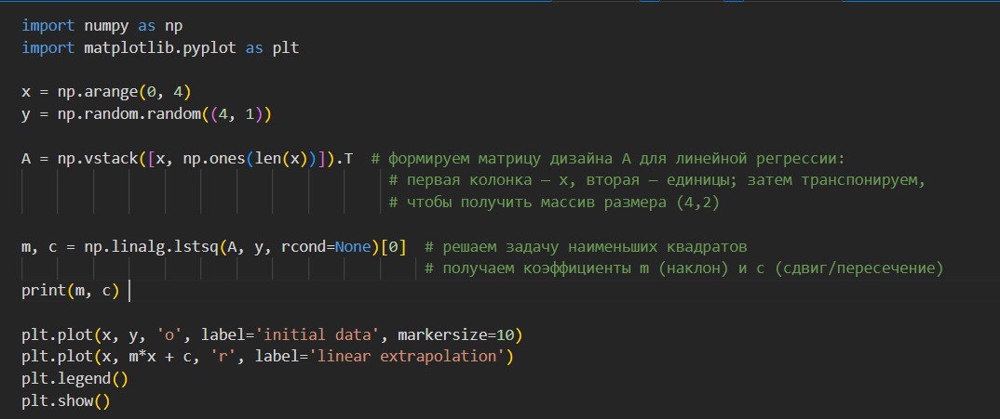 import numpy as np
import matplotlib.pyplot as plt
x = np.arange(0, 4)
y = np.random.random((4, 1))
A = np.vstack([x, np.ones(len(x))]).T  # формируем матрицу дизайна A для линейной регрессии:
# первая колонка — x, вторая — единицы; затем транспонируем,
# чтобы получить массив размера (4,2)
m, c = np.linalg.lstsq(A, y, rcond=None)[0]  # решаем задачу наименьших квадратов
# получаем коэффициенты m (наклон) и c (сдвиг/пересечение)
print(m, c)
plt.plot(x, y, 'o', label='initial data', markersize=10)
plt.plot(x, m*x + c, 'r', label='linear extrapolation')
plt.legend()
plt.show()